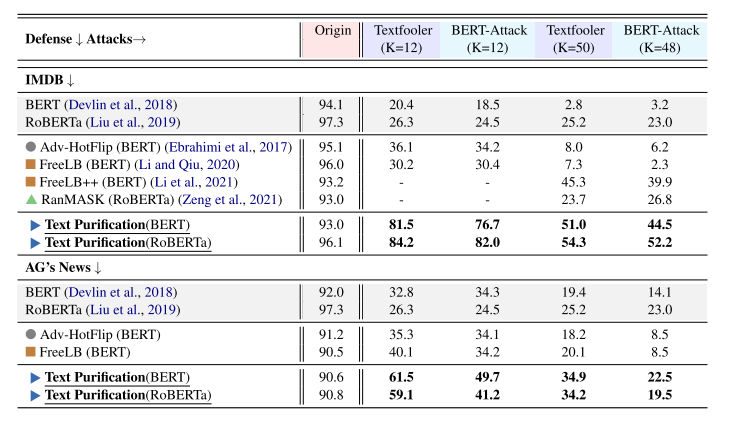 Defense ↓ Attacks→ Origin Textfooler BERT-Attack Textfooler BERT-Attack
(K=12) (K=12) (K=50) (K=48)
IMDB ↓
BERT (Devlin et al., 2018) 94.1 20.4 18.5 2.8 3.2
RoBERTa (Liu et al., 2019) 97.3 26.3 24.5 25.2 23.0
Adv-HotFlip (BERT) (Ebrahimi et al., 2017) 95.1 36.1 34.2 8.0 6.2
FreeLB (BERT) (Li and Qiu, 2020) 96.0 30.2 30.4 7.3 2.3
FreeLB++ (BERT) (Li et al., 2021) 93.2 - - 45.3 39.9
RanMASK (RoBERTa) (Zeng et al., 2021) 93.0 - - 23.7 26.8
Text Purification(BERT) 93.0 81.5 76.7 51.0 44.5
Text Purification(RoBERTa) 96.1 84.2 82.0 54.3 52.2
AG's News ↓
BERT (Devlin et al., 2018) 92.0 32.8 34.3 19.4 14.1
RoBERTa (Liu et al., 2019) 97.3 26.3 24.5 25.2 23.0
Adv-HotFlip (BERT) 91.2 35.3 34.1 18.2 8.5
FreeLB (BERT) 90.5 40.1 34.2 20.1 8.5
Text Purification(BERT) 90.6 61.5 49.7 34.9 22.5
Text Purification(RoBERTa) 90.8 59.1 41.2 34.2 19.5